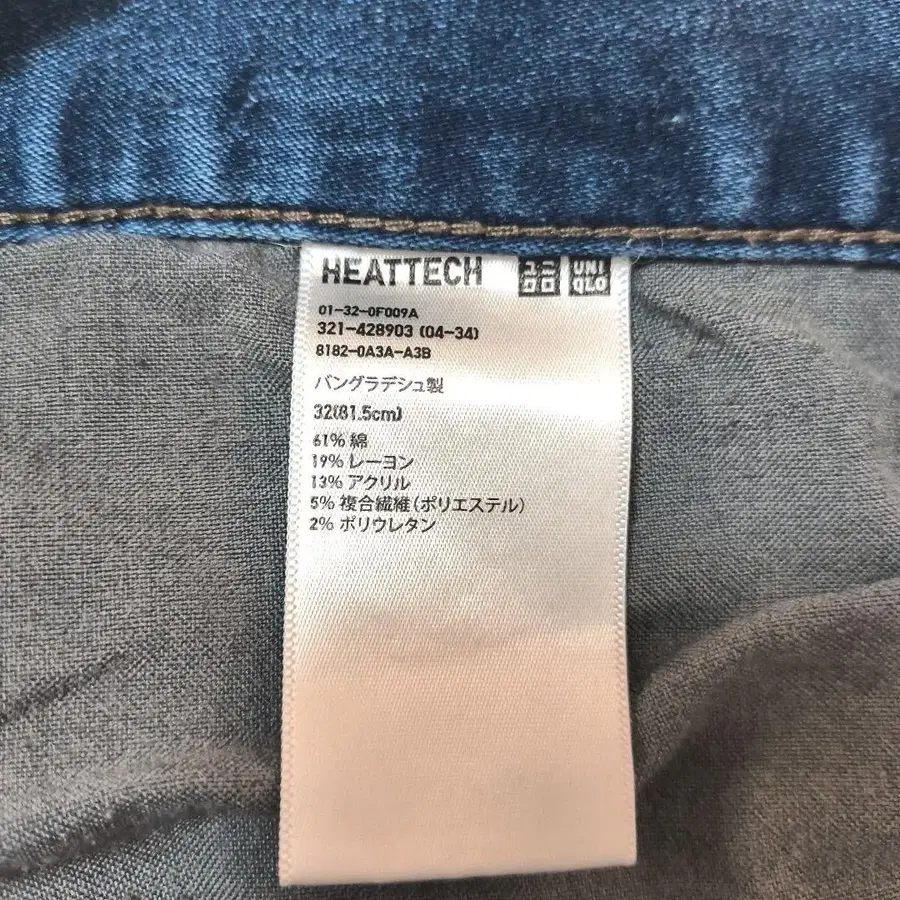 HEATTECH ユニクロ UNIQLO
01-32-0F009A
321-428903 (04-34)
8182-0A3A-A3B
バングラデシュ製
32(81.5cm)
61% 綿
19% レーヨン
13% アクリル
5% 複合繊維(ポリエステル)
2% ポリウレタン